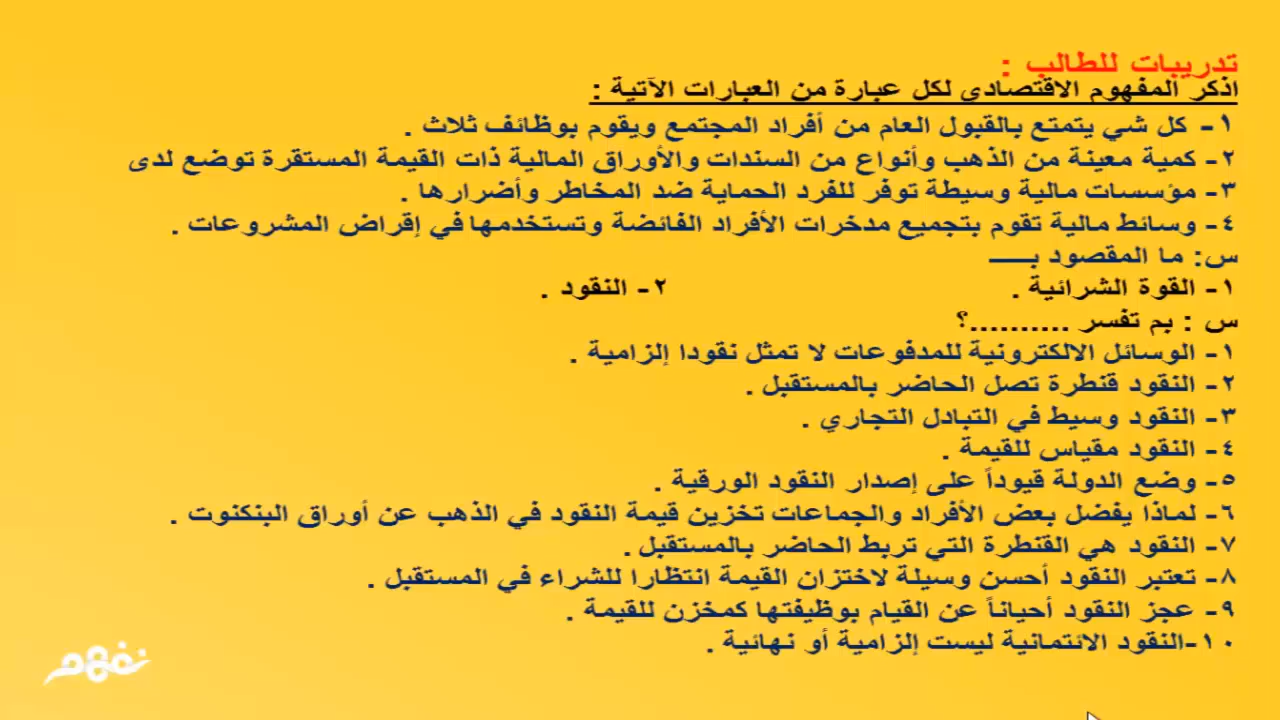 تدريبات للطالب :
اذكر المفهوم الاقتصادي لكل عبارة من العبارات الآتية :
١- كل شي يتمتع بالقبول العام من أفراد المجتمع ويقوم بوظائف ثلاث .
٢- كمية معينة من الذهب وأنواع من السندات والأوراق المالية ذات القيمة المستقرة توضع لدى
٣- مؤسسات مالية وسيطة توفر للفرد الحماية ضد المخاطر وأضرارها .
٤- وسائط مالية تقوم بتجميع مدخرات الأفراد الفائضة وتستخدمها في إقراض المشروعات .
س: ما المقصود بـــــ
١- القوة الشرائية . ٢- النقود .
س : بم تفسر ..........؟
١- الوسائل الالكترونية للمدفوعات لا تمثل نقودا إلزامية .
٢- النقود قنطرة تصل الحاضر بالمستقبل .
٣- النقود وسيط في التبادل التجاري .
٤- النقود مقياس للقيمة .
٥- وضع الدولة قيوداً على إصدار النقود الورقية .
٦- لماذا يفضل بعض الأفراد والجماعات تخزين قيمة النقود في الذهب عن أوراق البنكنوت .
٧- النقود هي القنطرة التي تربط الحاضر بالمستقبل .
٨- تعتبر النقود أحسن وسيلة لاختزان القيمة انتظارا للشراء في المستقبل .
٩- عجز النقود أحياناً عن القيام بوظيفتها كمخزن للقيمة .
١٠-النقود الائتمانية ليست إلزامية أو نهائية .
نفهم